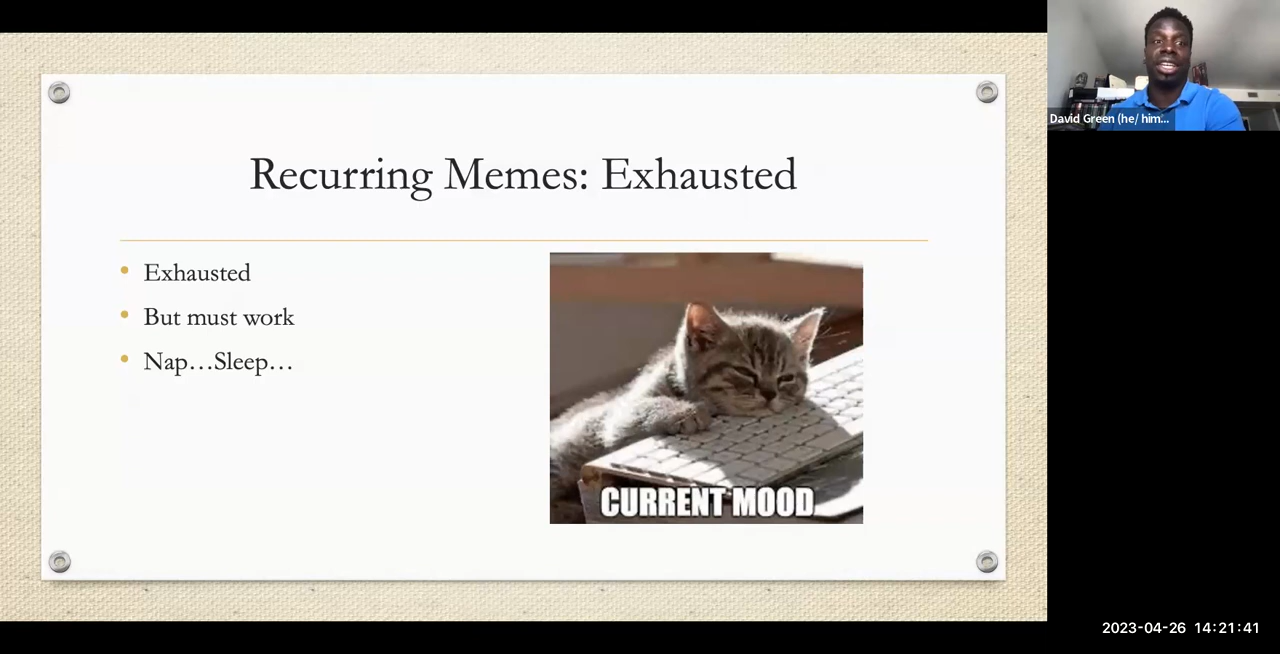 Recurring Memes: Exhausted
Exhausted
But must work
Nap…Sleep…
CURRENT MOOD
David Green (he/ him...
2023-04-26 14:21:41